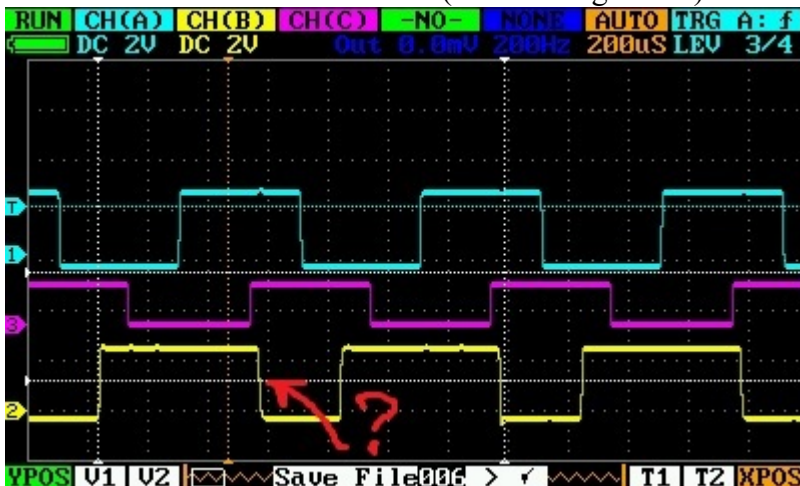 RUN CH(A) CH(B) CH(C) -NO- NONE AUTO TRG A: f
DC 2V DC 2V Out 0.0mV 200Hz 200uS LEV 3/4
T
1
3
?
2
YPOS V1 V2 Save File006 > T1 T2 XPOS